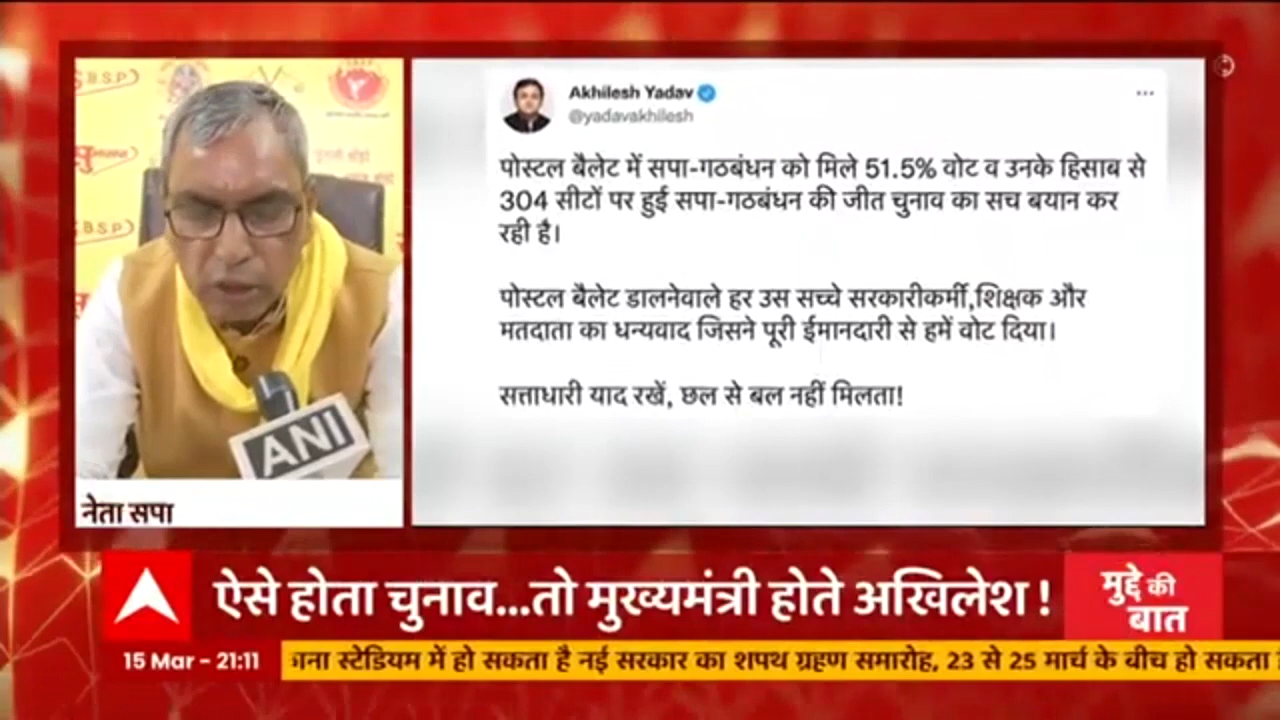 S.B.S.P
नेता सपा
ANI
Akhilesh Yadav
@yadavakhilesh
पोस्टल बैलेट में सपा-गठबंधन को मिले 51.5% वोट व उनके हिसाब से
304 सीटों पर हुई सपा-गठबंधन की जीत चुनाव का सच बयान कर
रही है।
पोस्टल बैलेट डालनेवाले हर उस सच्चे सरकारीकर्मी,शिक्षक और
मतदाता का धन्यवाद जिसने पूरी ईमानदारी से हमें वोट दिया।
सत्ताधारी याद रखें, छल से बल नहीं मिलता!
ऐसे होता चुनाव...तो मुख्यमंत्री होते अखिलेश !
मुद्दे की
बात
15 Mar - 21:11
स्टेडियम में हो सकता है नई सरकार का शपथ ग्रहण समारोह, 23 से 25 मार्च के बीच हो सकता